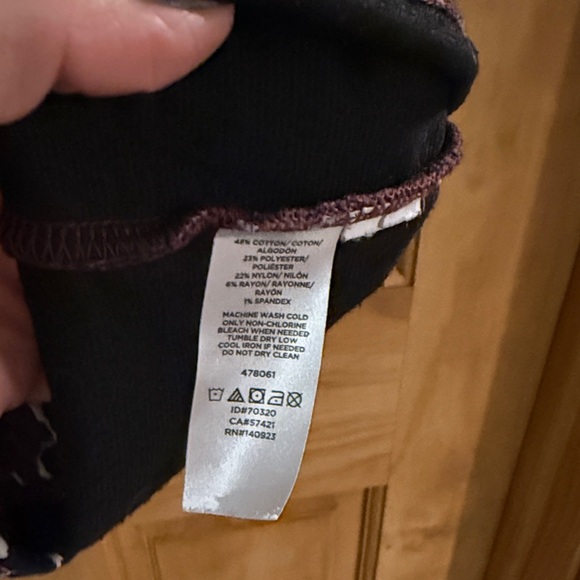 48% COTTON/ COTON/
ALGODÓN
23% POLYESTER/
POLIÉSTER
22% NYLON/ NILÓN
6% RAYON/ RAYONNE/
RAYÓN
1% SPANDEX
MACHINE WASH COLD
ONLY NON-CHLORINE
BLEACH WHEN NEEDED
TUMBLE DRY LOW
COOL IRON IF NEEDED
DO NOT DRY CLEAN
478061
ID#70320
CA#57421
RN#140923